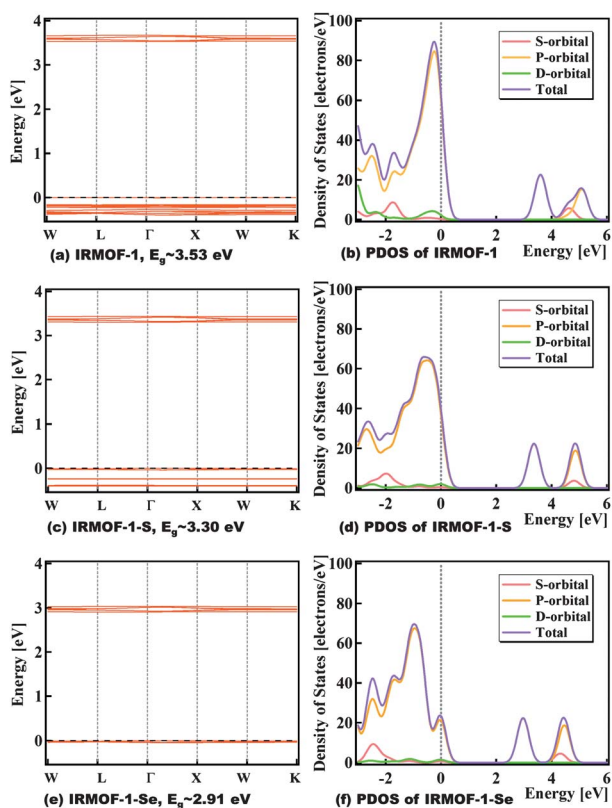 4
3
2
1
0
Energy [eV]
W L Γ X W K
(a) IRMOF-1, Eg~3.53 eV
100
80
60
40
20
0
Density of States [electrons/eV]
S-orbital
P-orbital
D-orbital
Total
-2 0 2 4 6
Energy [eV]
(b) PDOS of IRMOF-1
4
3
2
1
0
Energy [eV]
W L Γ X W K
(c) IRMOF-1-S, Eg~3.30 eV
100
80
60
40
20
0
Density of States [electrons/eV]
S-orbital
P-orbital
D-orbital
Total
-2 0 2 4 6
Energy [eV]
(d) PDOS of IRMOF-1-S
4
3
2
1
0
Energy [eV]
W L Γ X W K
(e) IRMOF-1-Se, Eg~2.91 eV
100
80
60
40
20
0
Density of States [electrons/eV]
S-orbital
P-orbital
D-orbital
Total
-2 0 2 4 6
Energy [eV]
(f) PDOS of IRMOF-1-Se